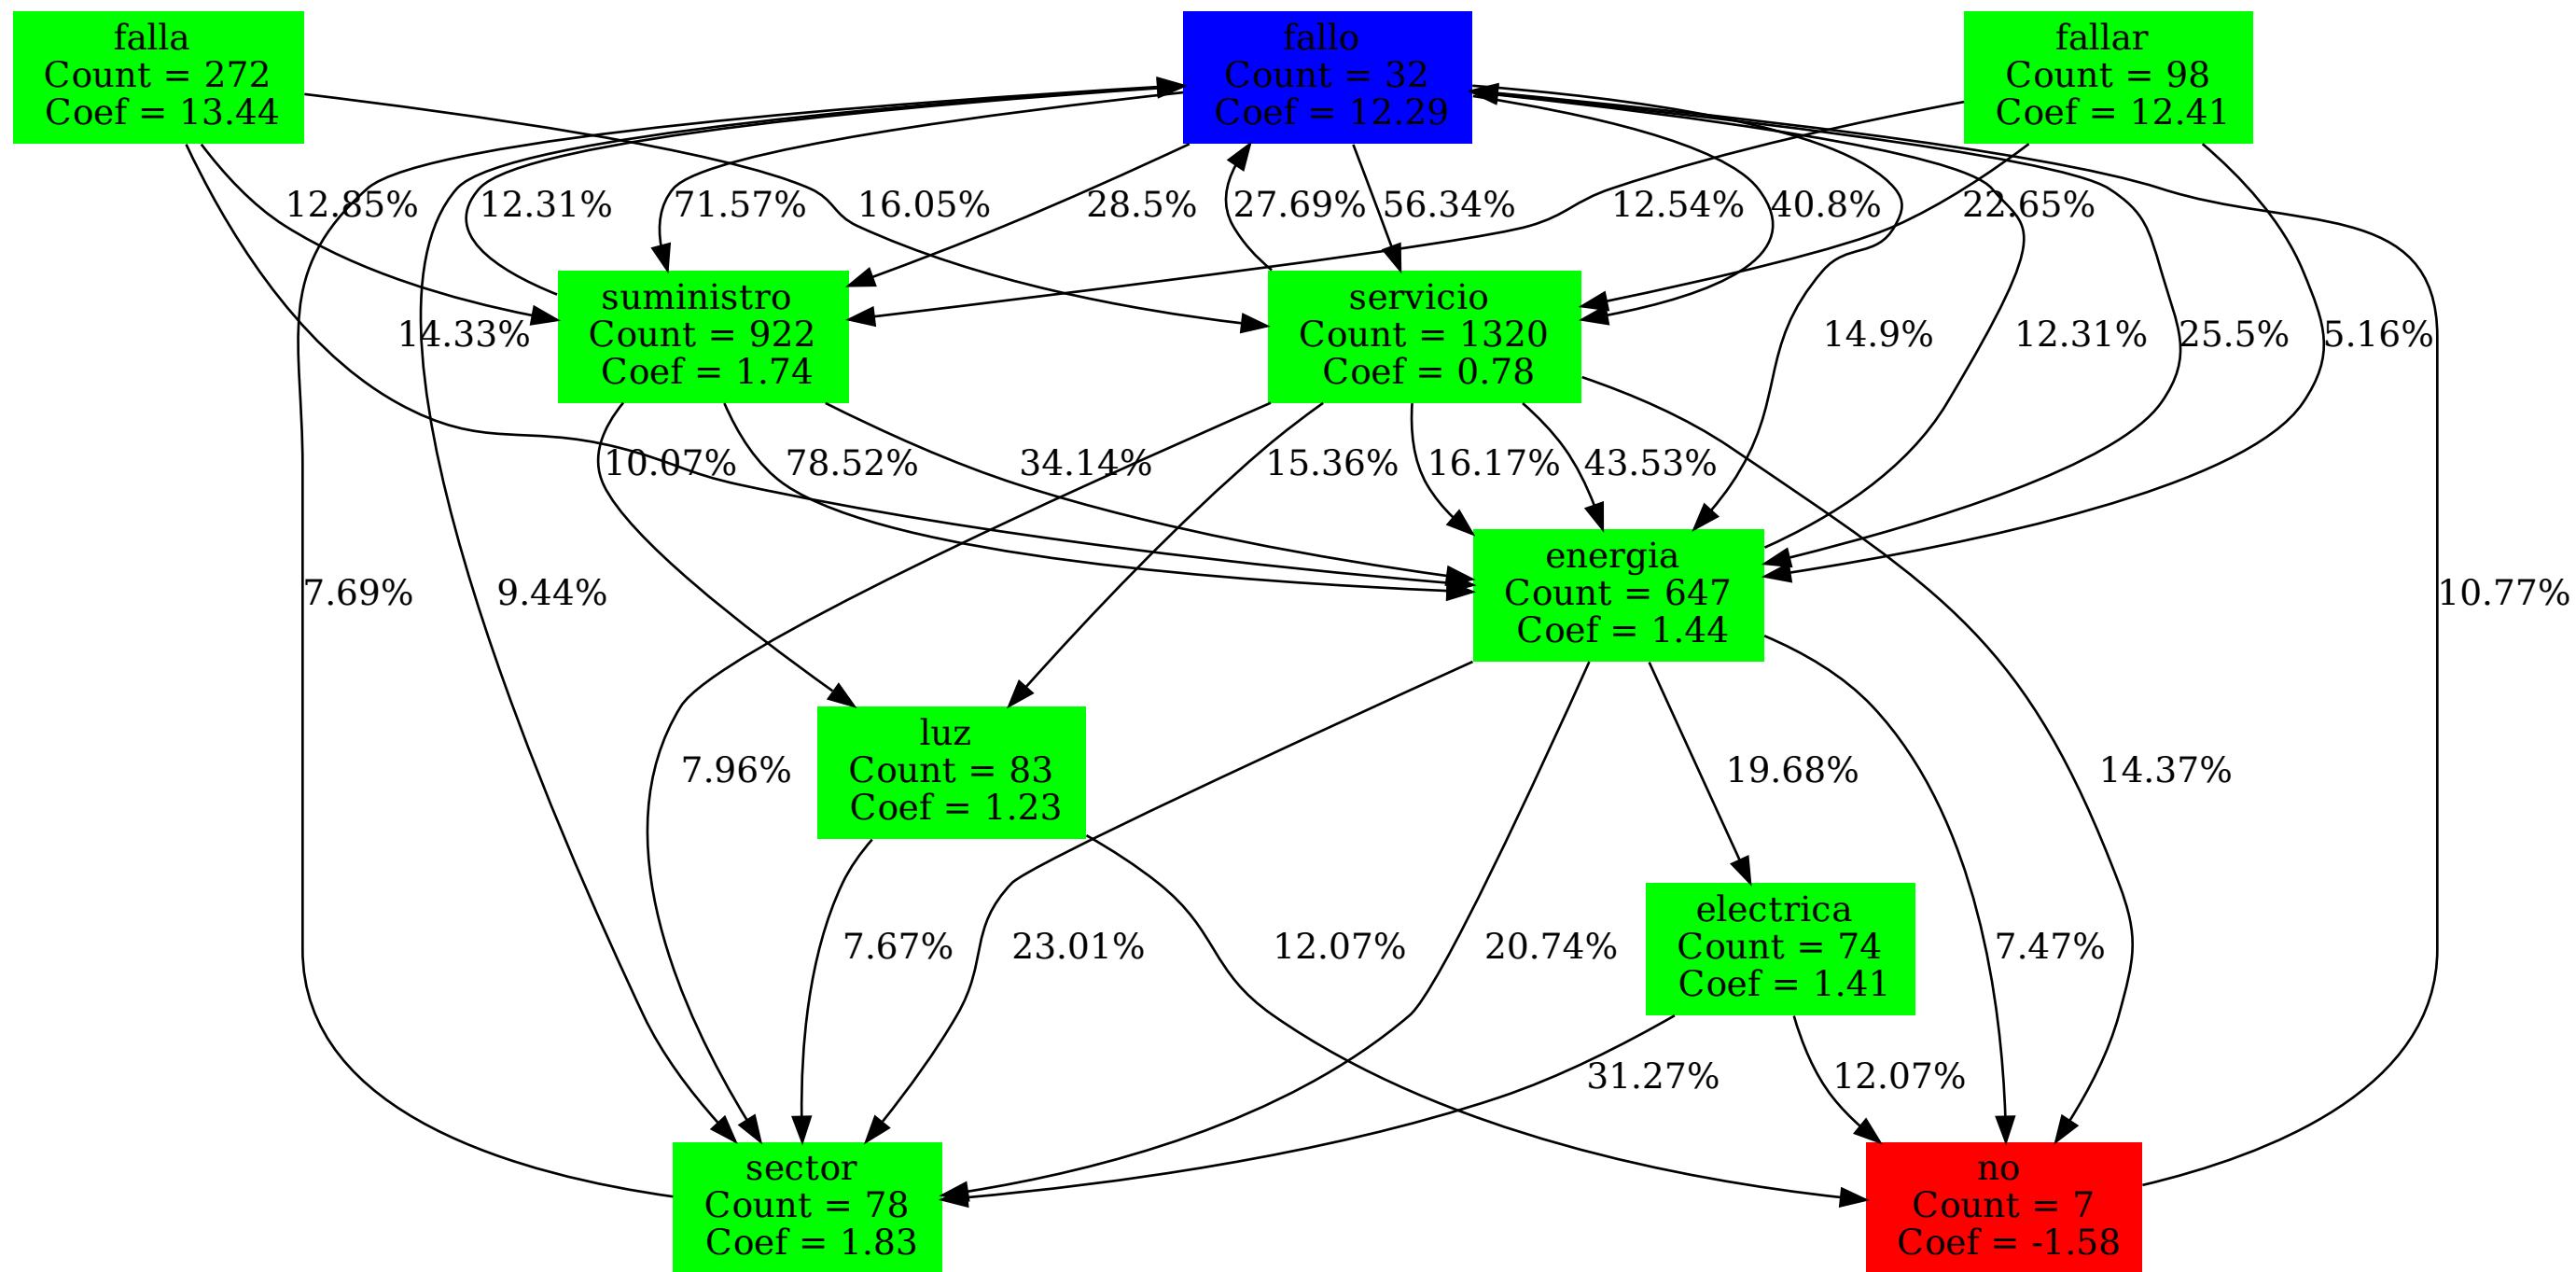 falla
Count = 272
Coef = 13.44
fallo
Count = 32
Coef = 12.29
fallar
Count = 98
Coef = 12.41
12.85%
12.31%
71.57%
16.05%
28.5%
27.69%
56.34%
12.54%
40.8%
22.65%
suministro
Count = 922
Coef = 1.74
servicio
Count = 1320
Coef = 0.78
14.33%
14.9%
12.31%
25.5%
5.16%
10.07%
78.52%
34.14%
15.36%
16.17%
43.53%
energia
Count = 647
Coef = 1.44
7.69%
9.44%
10.77%
luz
Count = 83
Coef = 1.23
7.96%
19.68%
14.37%
electrica
Count = 74
Coef = 1.41
7.67%
23.01%
12.07%
20.74%
7.47%
31.27%
12.07%
sector
Count = 78
Coef = 1.83
no
Count = 7
Coef = -1.58